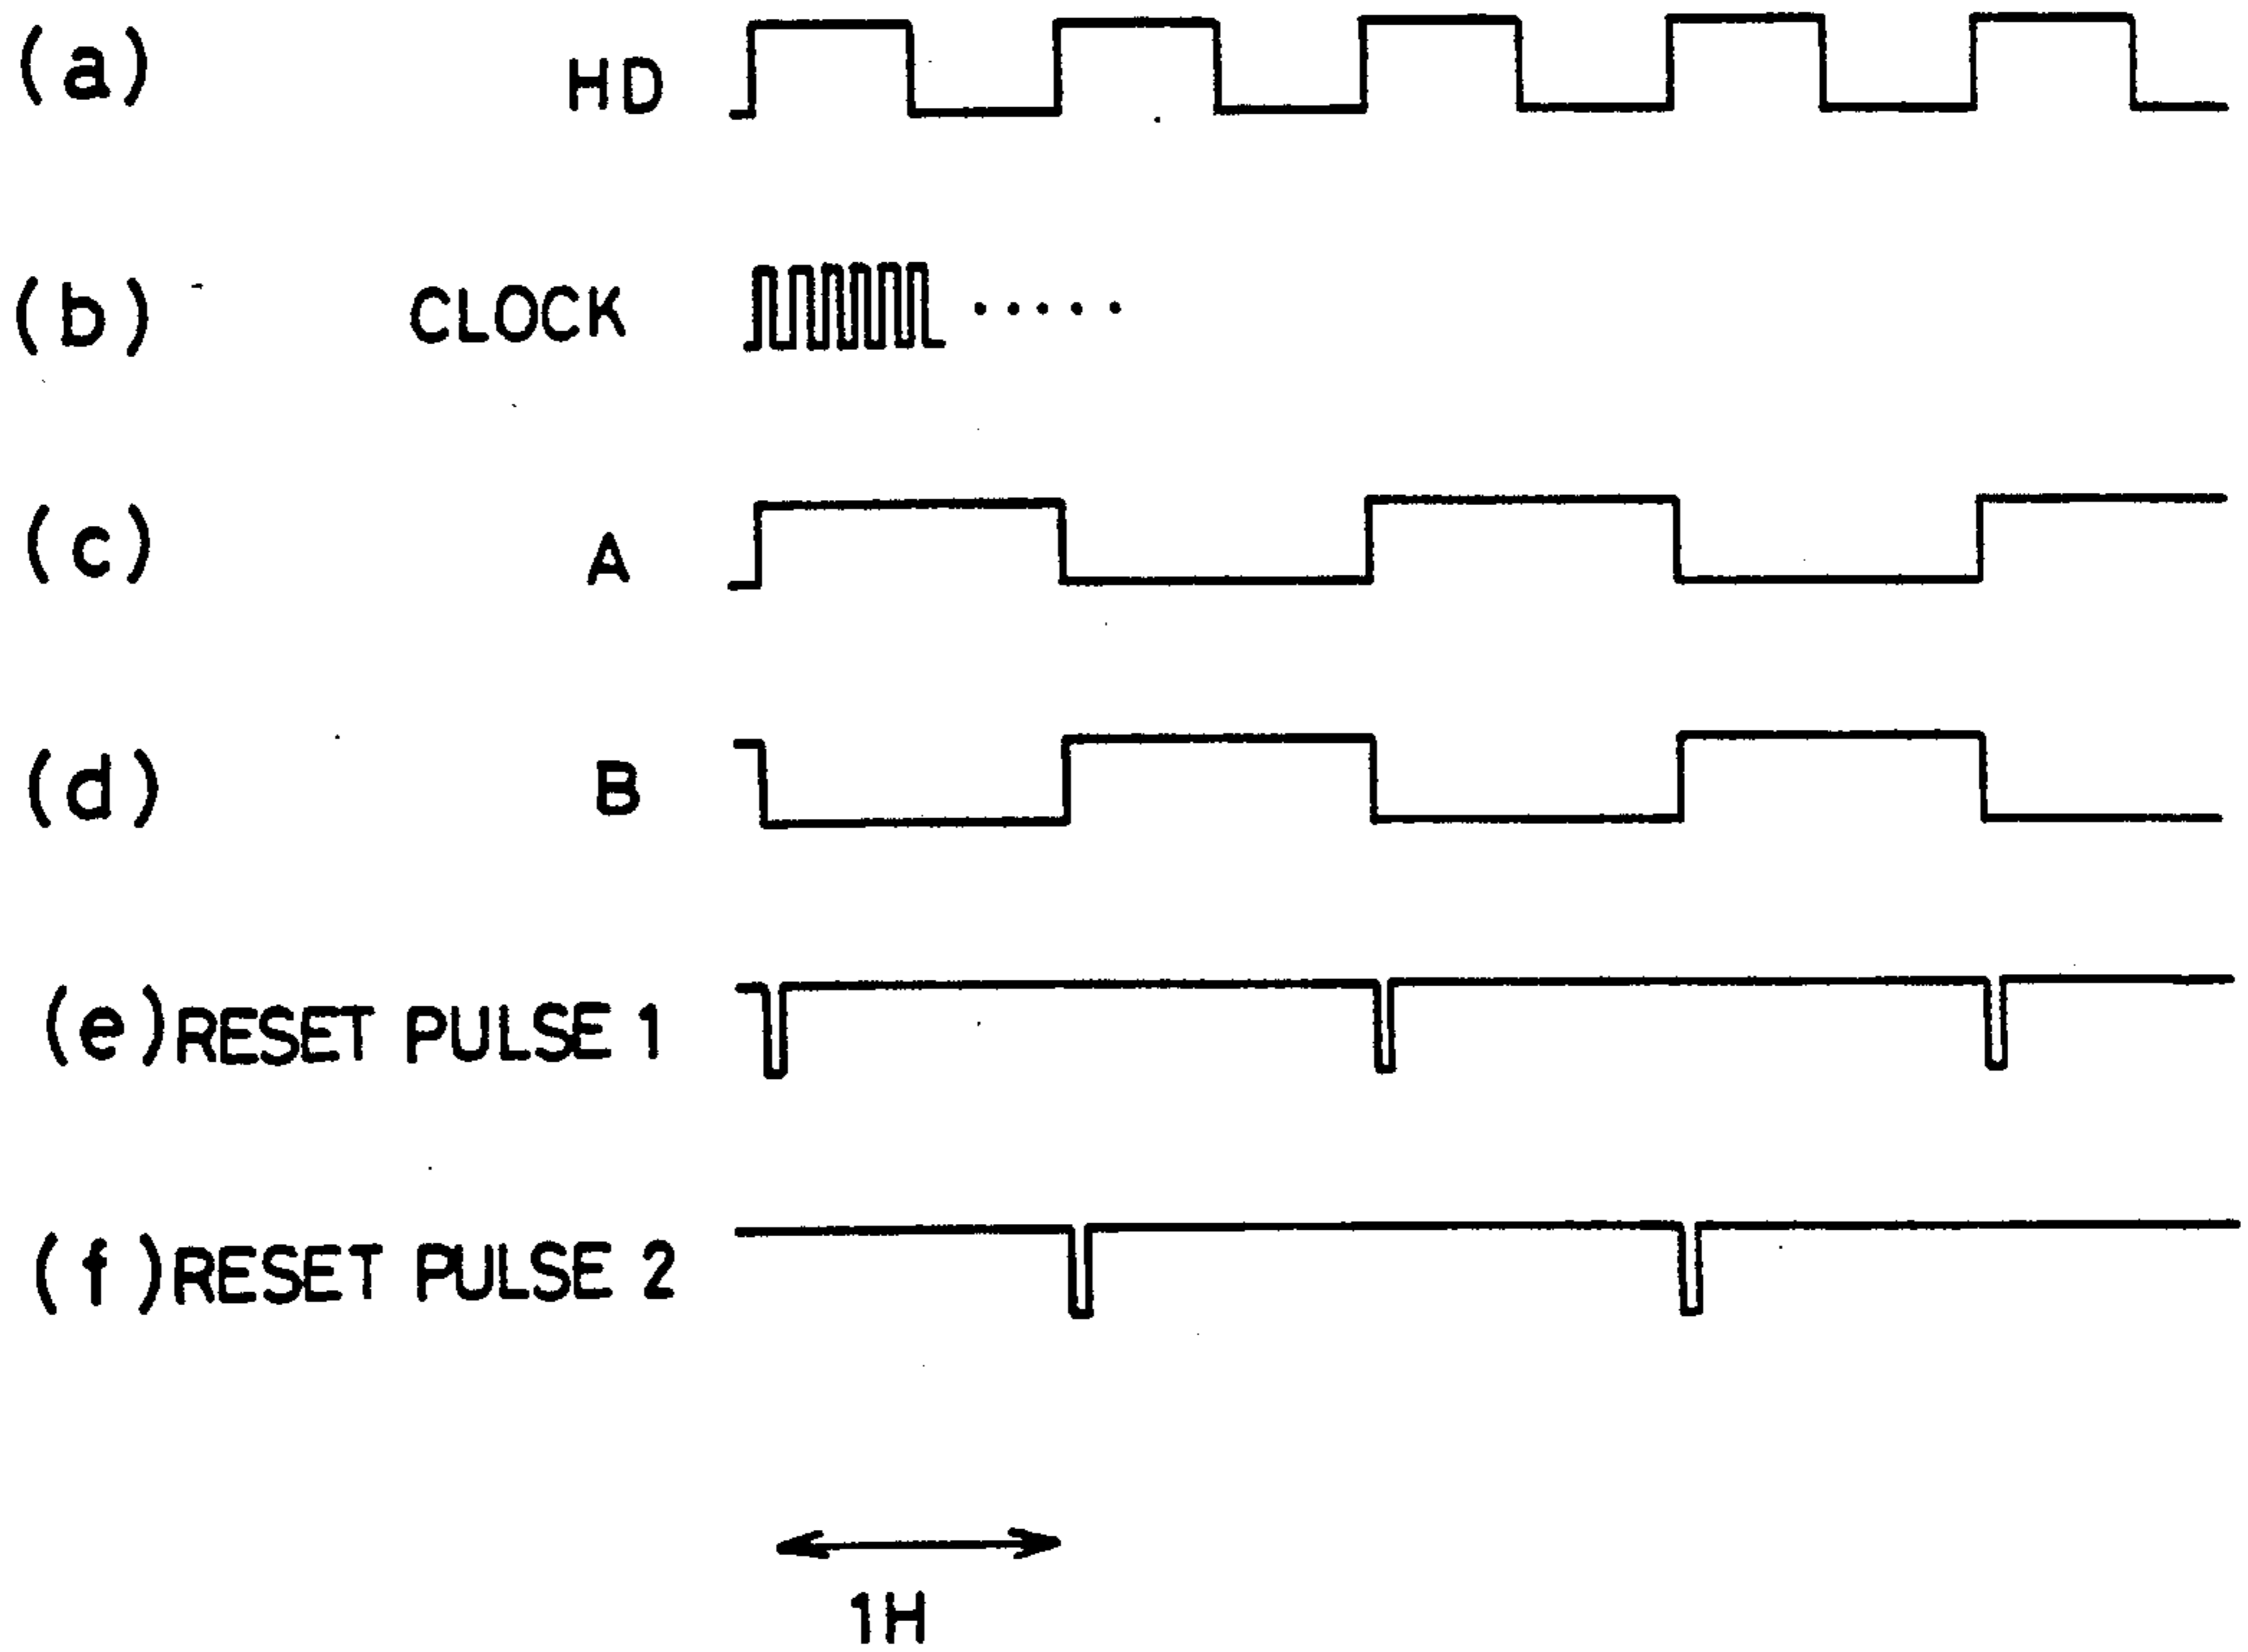 (a) HD
(b) CLOCK .....
(c) A
(d) B
(e) RESET PULSE 1
(f) RESET PULSE 2
1H